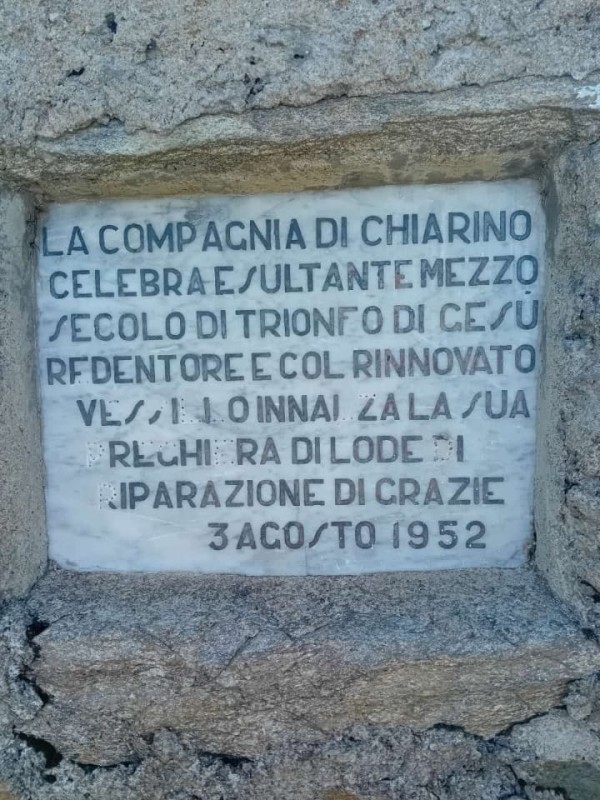 LA COMPAGNIA DI CHIARINO
CELEBRA ESULTANTE MEZZO
SECOLO DI TRIONFO DI GESÙ
REDENTORE E COL RINNOVATO
VESSILLO INNALZA LA SUA
PREGHIERA DI LODE DI
RIPARAZIONE DI GRAZIE
3 AGOSTO 1952